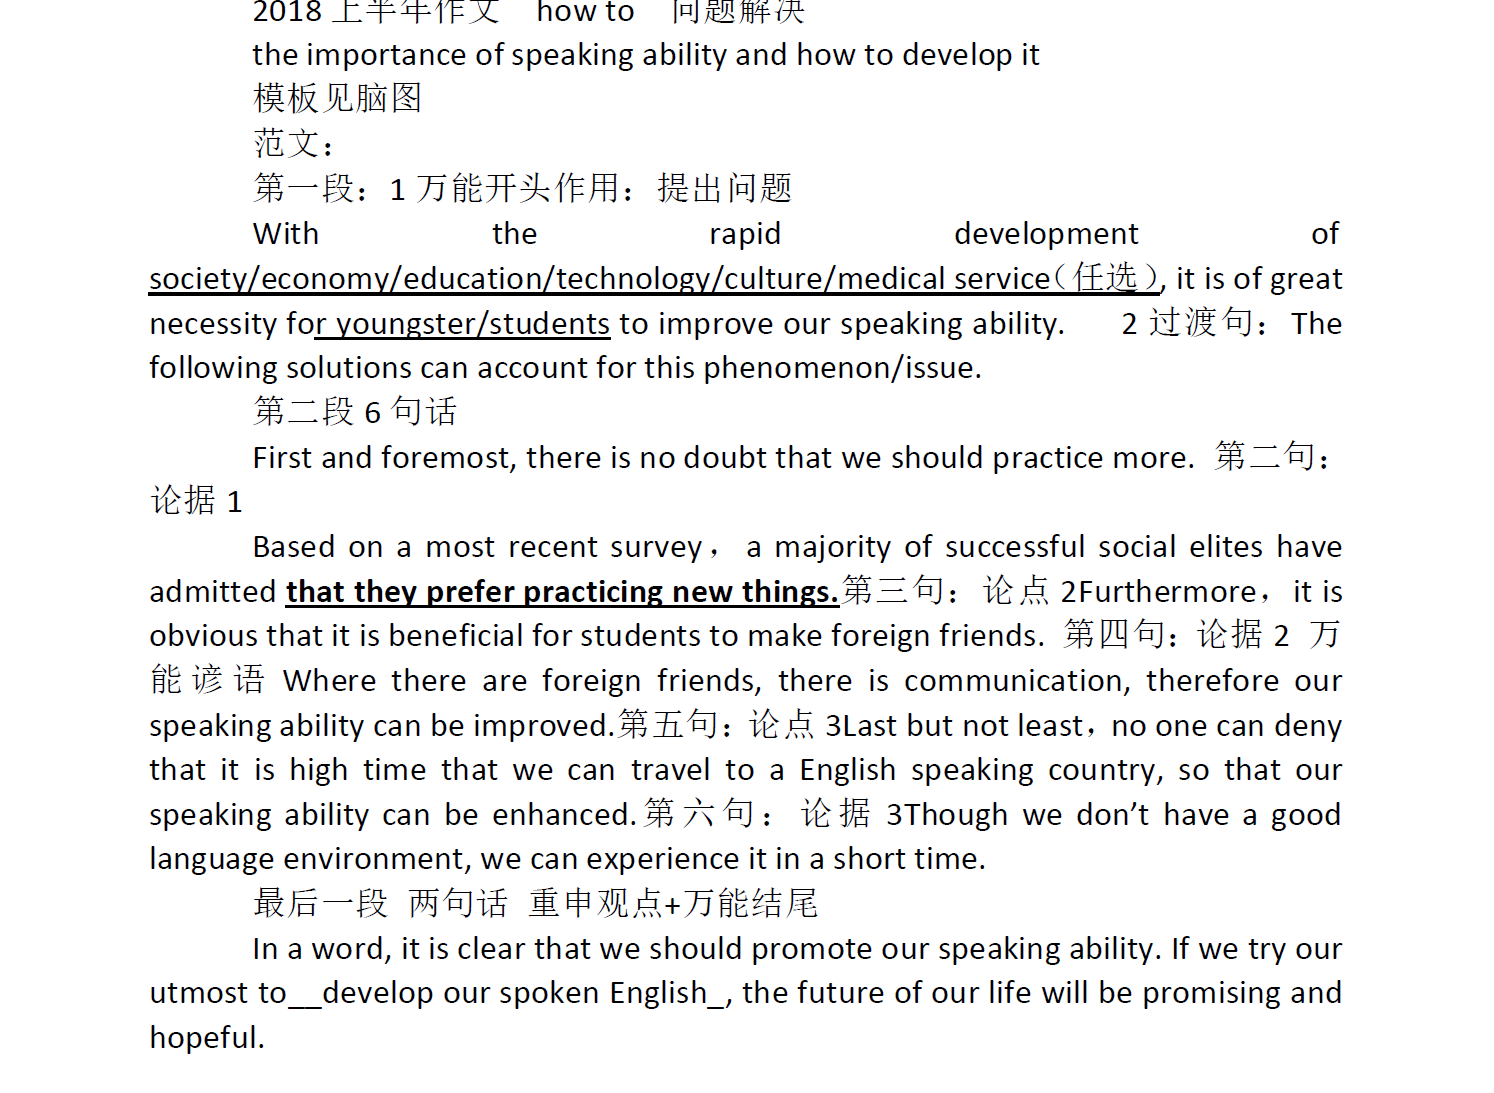 2018 上半年作文 how to 问题解决
the importance of speaking ability and how to develop it
模板见脑图
范文：
第一段：1 万能开头作用：提出问题
With the rapid development of
society/economy/education/technology/culture/medical service（任选）, it is of great
necessity for youngster/students to improve our speaking ability. 2 过渡句：The
following solutions can account for this phenomenon/issue.
第二段 6 句话
First and foremost, there is no doubt that we should practice more. 第二句：
论据 1
Based on a most recent survey， a majority of successful social elites have
admitted that they prefer practicing new things.第三句：论点 2Furthermore，it is
obvious that it is beneficial for students to make foreign friends. 第四句：论据 2 万
能谚语 Where there are foreign friends, there is communication, therefore our
speaking ability can be improved.第五句：论点 3Last but not least，no one can deny
that it is high time that we can travel to a English speaking country, so that our
speaking ability can be enhanced.第六句：论据 3Though we don’t have a good
language environment, we can experience it in a short time.
最后一段 两句话 重申观点+万能结尾
In a word, it is clear that we should promote our speaking ability. If we try our
utmost to__develop our spoken English_, the future of our life will be promising and
hopeful.